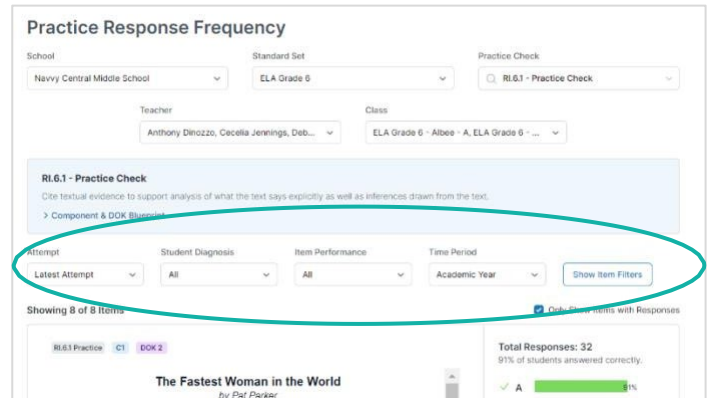 Practice Response Frequency
School Standard Set Practice Check
Navvy Central Middle School ELA Grade 6 RI.6.1 - Practice Check
Teacher Class
Anthony Dinozzo, Cecelia Jennings, Deb... ELA Grade 6 - Albee - A, ELA Grade 6 - ...
RI.6.1 - Practice Check
Cite textual evidence to support analysis of what the text says explicitly as well as inferences drawn from the text.
> Component & DOK Blueprint
Attempt Student Diagnosis Item Performance Time Period
Latest Attempt All All Academic Year Show Item Filters
Showing 8 of 8 Items Only Show Items with Responses
RI.6.1 Practice C1 DOK 2 Total Responses: 32
91% of students answered correctly.
The Fastest Woman in the World
A 91%
by Pat Parker